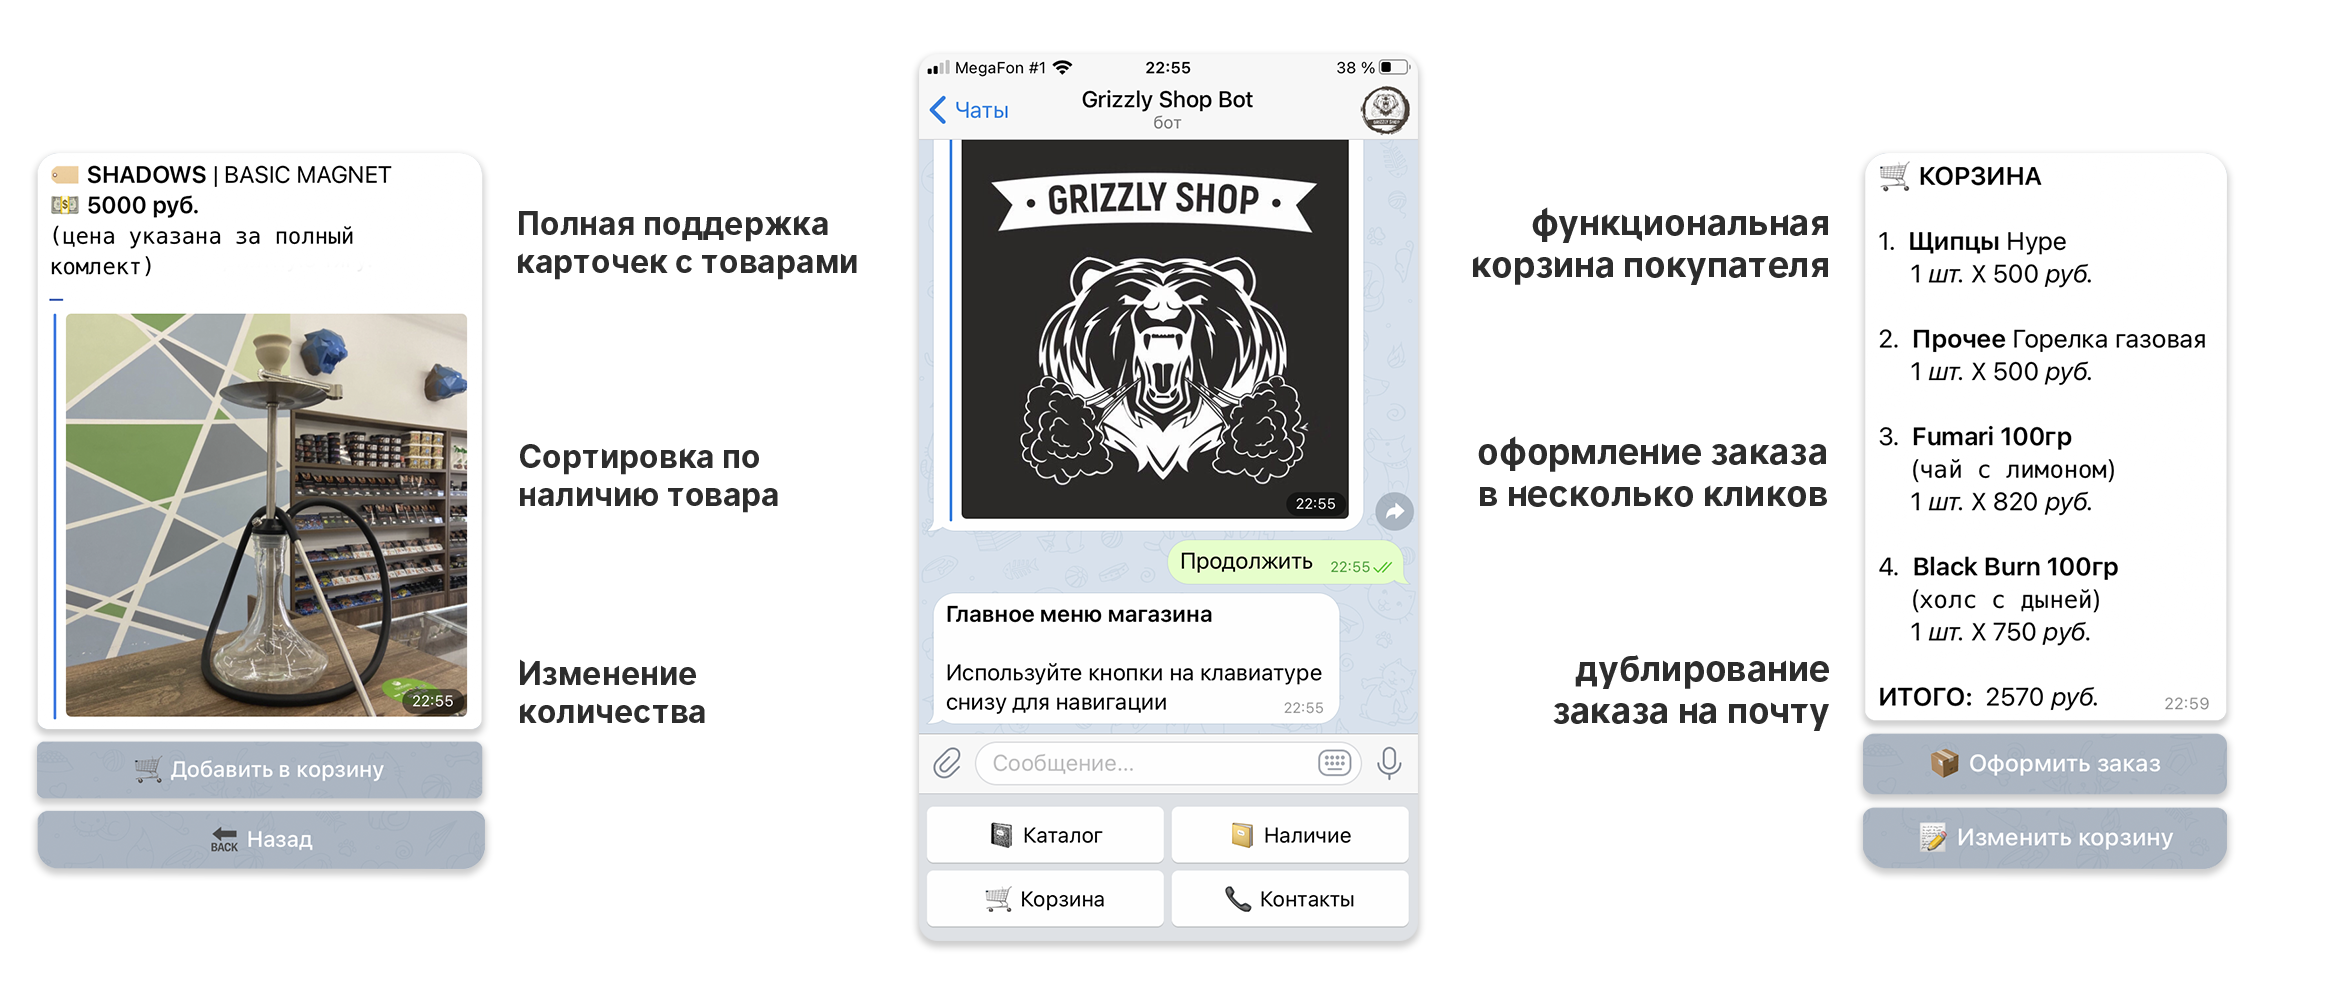 SHADOWS | BASIC MAGNET
5000 руб.
(цена указана за полный
комлект)
22:55
Добавить в корзину
BACK Назад
Полная поддержка
карточек с товарами
Сортировка по
наличию товара
Изменение
количества
MegaFon #1 22:55 38 %
Чаты
Grizzly Shop Bot
бот
GRIZZLY SHOP
• GRIZZLY SHOP •
22:55
Продолжить 22:55
Главное меню магазина
Используйте кнопки на клавиатуре
снизу для навигации 22:55
Сообщение...
Каталог
Наличие
Корзина
Контакты
функциональная
корзина покупателя
оформление заказа
в несколько кликов
дублирование
заказа на почту
КОРЗИНА
1. Щипцы Hype
1 шт. X 500 руб.
2. Прочее Горелка газовая
1 шт. X 500 руб.
3. Fumari 100гр
(чай с лимоном)
1 шт. X 820 руб.
4. Black Burn 100гр
(холс с дыней)
1 шт. X 750 руб.
ИТОГО: 2570 руб. 22:59
Оформить заказ
Изменить корзину